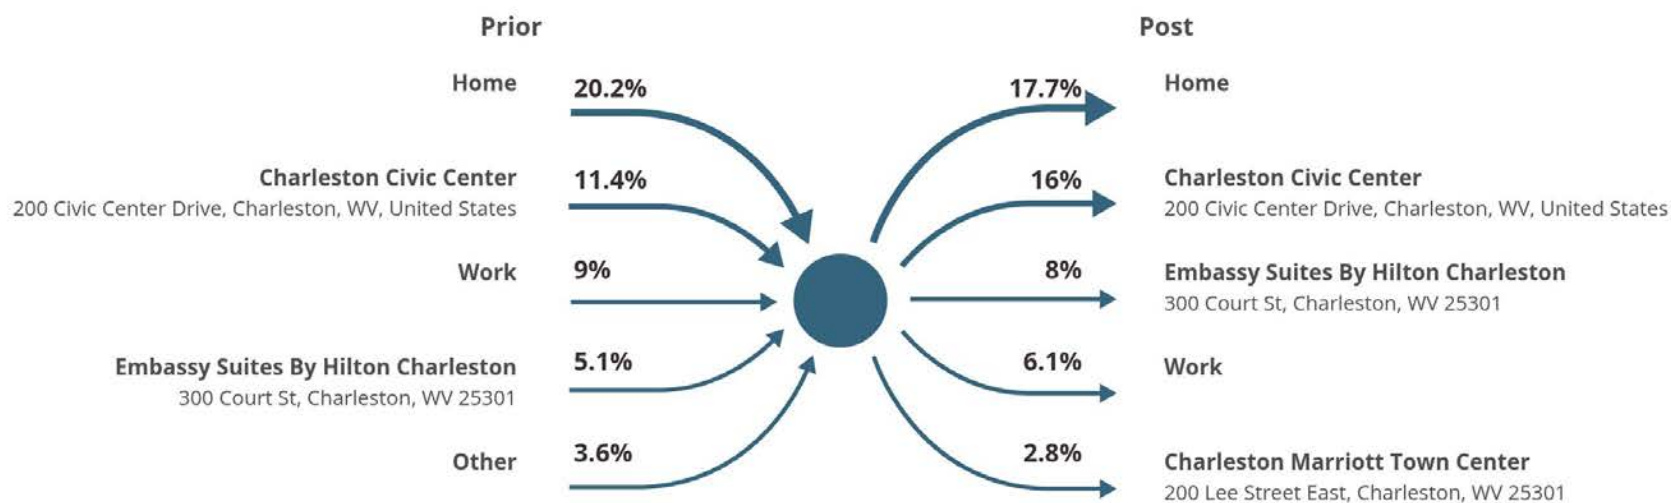 Prior
Post
Home
20.2%
17.7%
Home
Charleston Civic Center
200 Civic Center Drive, Charleston, WV, United States
11.4%
16%
Charleston Civic Center
200 Civic Center Drive, Charleston, WV, United States
Work
9%
8%
Embassy Suites By Hilton Charleston
300 Court St, Charleston, WV 25301
Embassy Suites By Hilton Charleston
300 Court St, Charleston, WV 25301
5.1%
6.1%
Work
Other
3.6%
2.8%
Charleston Marriott Town Center
200 Lee Street East, Charleston, WV 25301